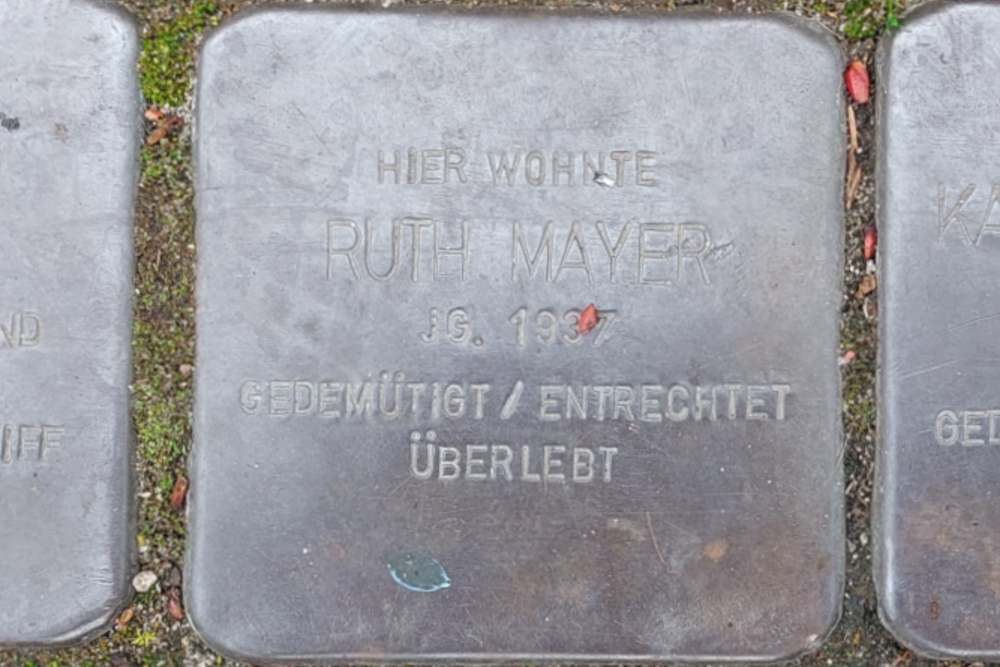 HIER WOHNTE
RUTH MAYER
JG. 1937
GEDEMÜTIGT / ENTRECHTET
ÜBERLEBT